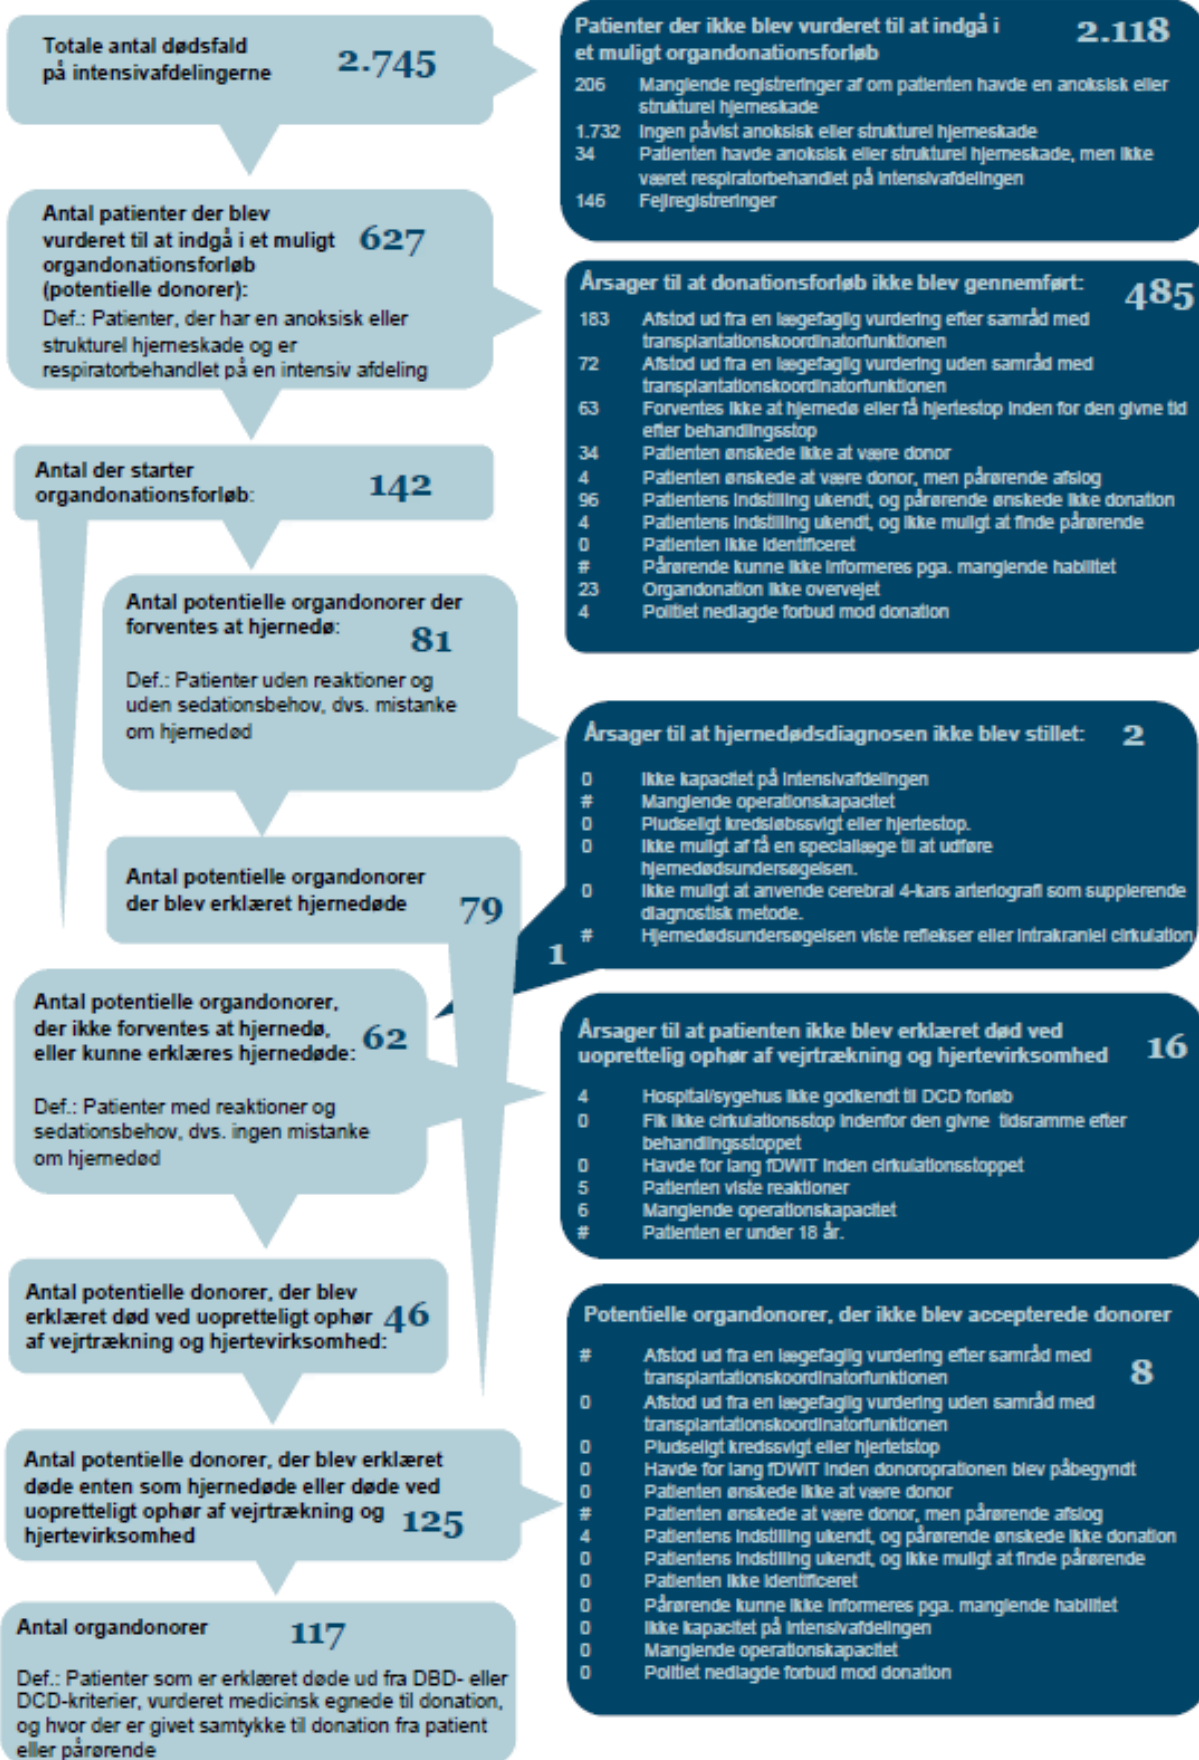 Totale antal dødsfald
på intensivafdelingerne
2.745
Patienter der ikke blev vurderet til at indgå i
et muligt organdonationsforløb
2.118
206 Manglende registreringer af om patienten havde en anoksisk eller
strukturel hjerneskade
1.732 Ingen påvist anoksisk eller strukturel hjerneskade
34 Patienten havde anoksisk eller strukturel hjerneskade, men ikke
været respiratorbehandlet på intensivafdelingen
146 Fejlregistreringer
Antal patienter der blev
vurderet til at indgå i et muligt
organdonationsforløb
(potentielle donorer):
627
Def.: Patienter, der har en anoksisk eller
strukturel hjerneskade og er
respiratorbehandlet på en intensiv afdeling
Årsager til at donationsforløb ikke blev gennemført:
485
183 Afstod ud fra en lægefaglig vurdering efter samråd med
transplantationskoordinatorfunktionen
72 Afstod ud fra en lægefaglig vurdering uden samråd med
transplantationskoordinatorfunktionen
63 Forventes ikke at hjernedø eller få hjertestop inden for den givne tid
efter behandlingsstop
34 Patienten ønskede ikke at være donor
4 Patienten ønskede at være donor, men pårørende afslog
96 Patientens indstilling ukendt, og pårørende ønskede ikke donation
4 Patientens indstilling ukendt, og ikke muligt at finde pårørende
0 Patienten ikke identificeret
# Pårørende kunne ikke informeres pga. manglende habilitet
23 Organdonation ikke overvejet
4 Politiet nedlagde forbud mod donation
Antal der starter
organdonationsforløb:
142
Antal potentielle organdonorer der
forventes at hjernedø:
81
Def.: Patienter uden reaktioner og
uden sedationsbehov, dvs. mistanke
om hjernedød
Årsager til at hjernedødsdiagnosen ikke blev stillet:
2
0 Ikke kapacitet på intensivafdelingen
# Manglende operationskapacitet
0 Pludseligt kredsløbssvigt eller hjertestop.
0 Ikke muligt af få en speciallæge til at udføre
hjernedødsundersøgelsen.
0 Ikke muligt at anvende cerebral 4-kars arteriografi som supplerende
diagnostisk metode.
# Hjernedødsundersøgelsen viste reflekser eller intrakraniel cirkulation
Antal potentielle organdonorer
der blev erklæret hjernedøde
79
1
Antal potentielle organdonorer,
der ikke forventes at hjernedø,
eller kunne erklæres hjernedøde:
62
Def.: Patienter med reaktioner og
sedationsbehov, dvs. ingen mistanke
om hjernedød
Årsager til at patienten ikke blev erklæret død ved
uoprettelig ophør af vejrtrækning og hjertevirksomhed
16
4 Hospital/sygehus ikke godkendt til DCD forløb
0 Fik ikke cirkulationsstop indenfor den givne tidsramme efter
behandlingsstoppet
0 Havde for lang fDWIT inden cirkulationsstoppet
5 Patienten viste reaktioner
6 Manglende operationskapacitet
# Patienten er under 18 år.
Antal potentielle donorer, der blev
erklæret død ved uopretteligt ophør
af vejrtrækning og hjertevirksomhed:
46
Potentielle organdonorer, der ikke blev accepterede donorer
8
# Afstod ud fra en lægefaglig vurdering efter samråd med
transplantationskoordinatorfunktionen
0 Afstod ud fra en lægefaglig vurdering uden samråd med
transplantationskoordinatorfunktionen
0 Pludseligt kredssvigt eller hjertetstop
0 Havde for lang fDWIT inden donoroprationen blev påbegyndt
0 Patienten ønskede ikke at være donor
# Patienten ønskede at være donor, men pårørende afslog
4 Patientens indstilling ukendt, og pårørende ønskede ikke donation
0 Patientens indstilling ukendt, og ikke muligt at finde pårørende
0 Patienten ikke identificeret
0 Pårørende kunne ikke informeres pga. manglende habilitet
0 Ikke kapacitet på intensivafdelingen
0 Manglende operationskapacitet
0 Politiet nedlagde forbud mod donation
Antal potentielle donorer, der blev erklæret
døde enten som hjernedøde eller døde ved
uopretteligt ophør af vejrtrækning og
hjertevirksomhed
125
Antal organdonorer
117
Def.: Patienter som er erklæret døde ud fra DBD- eller
DCD-kriterier, vurderet medicinsk egnede til donation,
og hvor der er givet samtykke til donation fra patient
eller pårørende